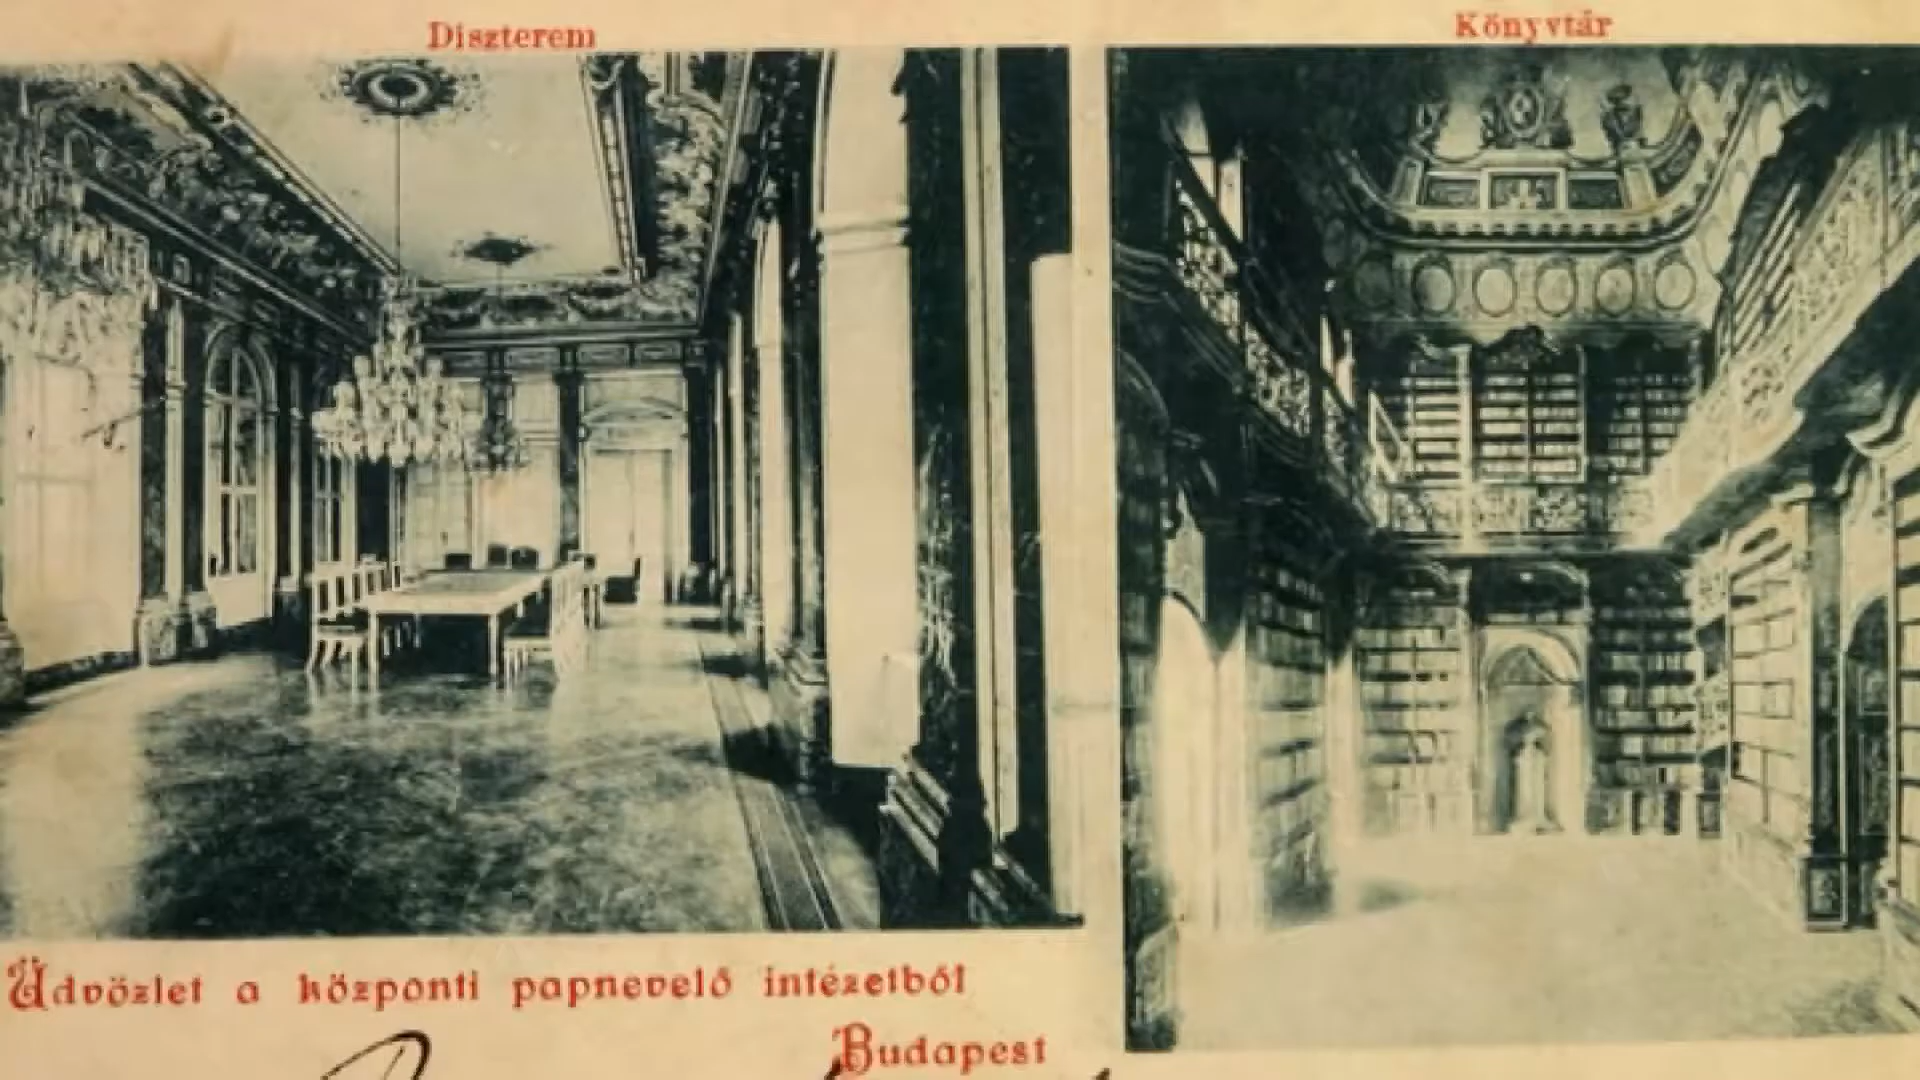 Diszterem
Könyvtár
Üdvözlet a központi papnevelő intézetből
Budapest